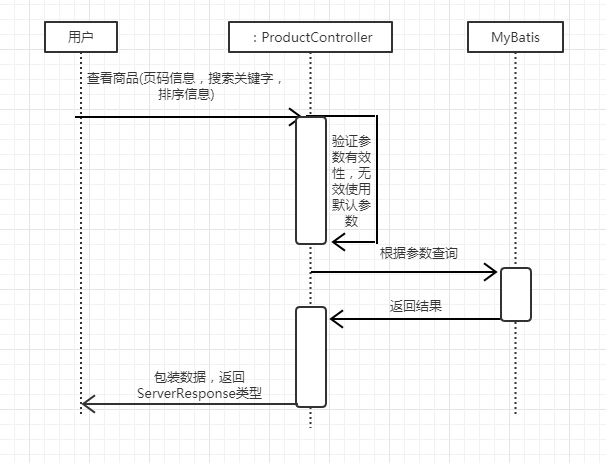 用户
：ProductController
MyBatis
查看商品(页码信息，搜索关键字，
排序信息)
验证参
数有效
性，无
效使用
默认参
数
根据参数查询
返回结果
包装数据，返回
ServerResponse类型